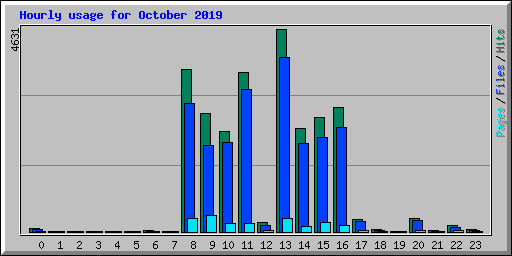 Hourly usage for October 2019
4631
Pages/Files/Hits
0 1 2 3 4 5 6 7 8 9 10 11 12 13 14 15 16 17 18 19 20 21 22 23